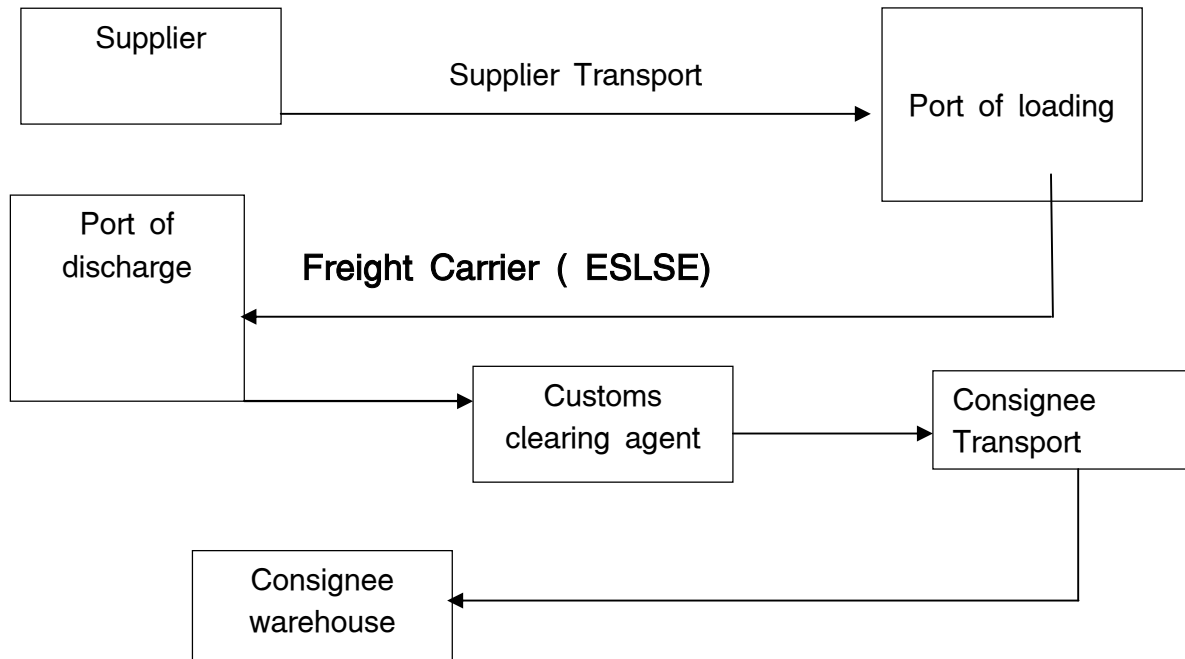 Supplier
Supplier Transport
Port of loading
Port of
discharge
Freight Carrier ( ESLSE)
Customs
clearing agent
Consignee
Transport
Consignee
warehouse